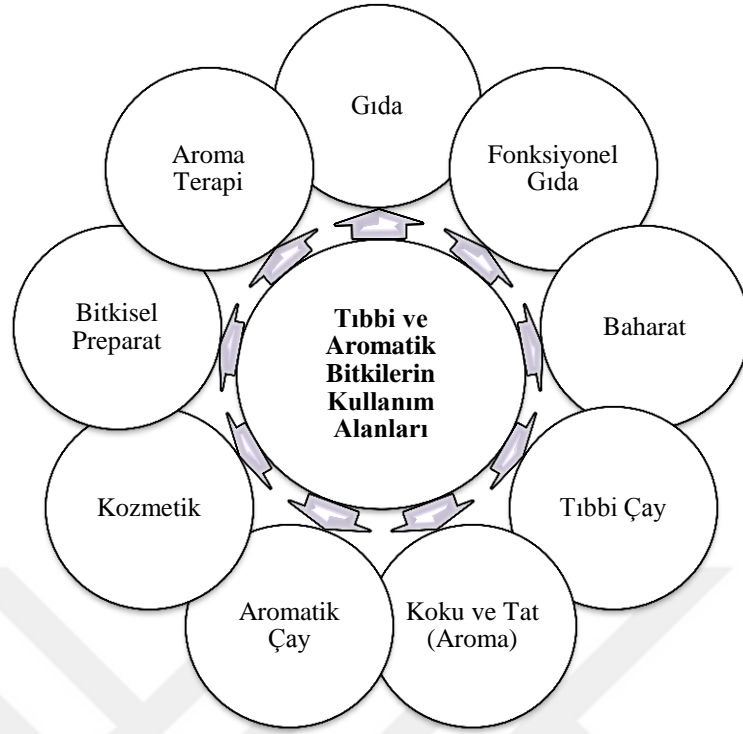 Gıda
Fonksiyonel
Gıda
Baharat
Tıbbi Çay
Koku ve Tat
(Aroma)
Aromatik
Çay
Kozmetik
Bitkisel
Preparat
Aroma
Terapi
Tıbbi ve
Aromatik
Bitkilerin
Kullanım
Alanları